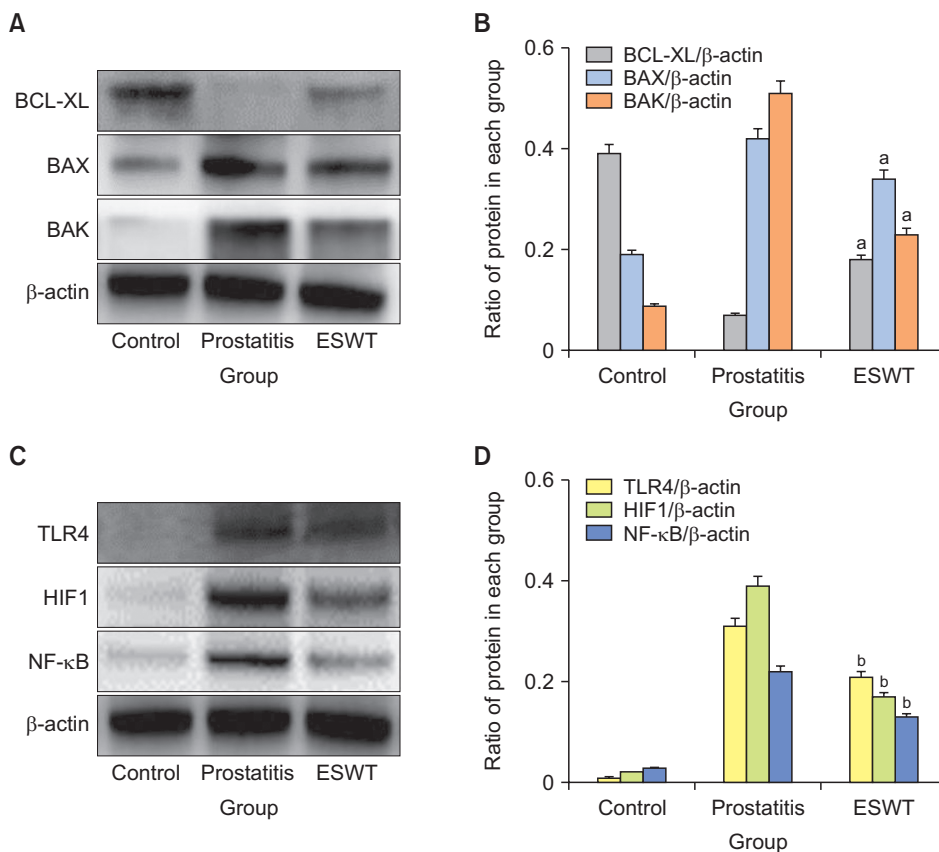 A
BCL-XL
BAX
BAK
β-actin
Control Prostatitis ESWT
Group
B
Ratio of protein in each group
0.6
0.4
0.2
0
BCL-XL/β-actin
BAX/β-actin
BAK/β-actin
a
a
a
Control Prostatitis ESWT
Group
C
TLR4
HIF1
NF-κB
β-actin
Control Prostatitis ESWT
Group
D
Ratio of protein in each group
0.6
0.4
0.2
0
TLR4/β-actin
HIF1/β-actin
NF-κB/β-actin
b
b
b
Control Prostatitis ESWT
Group